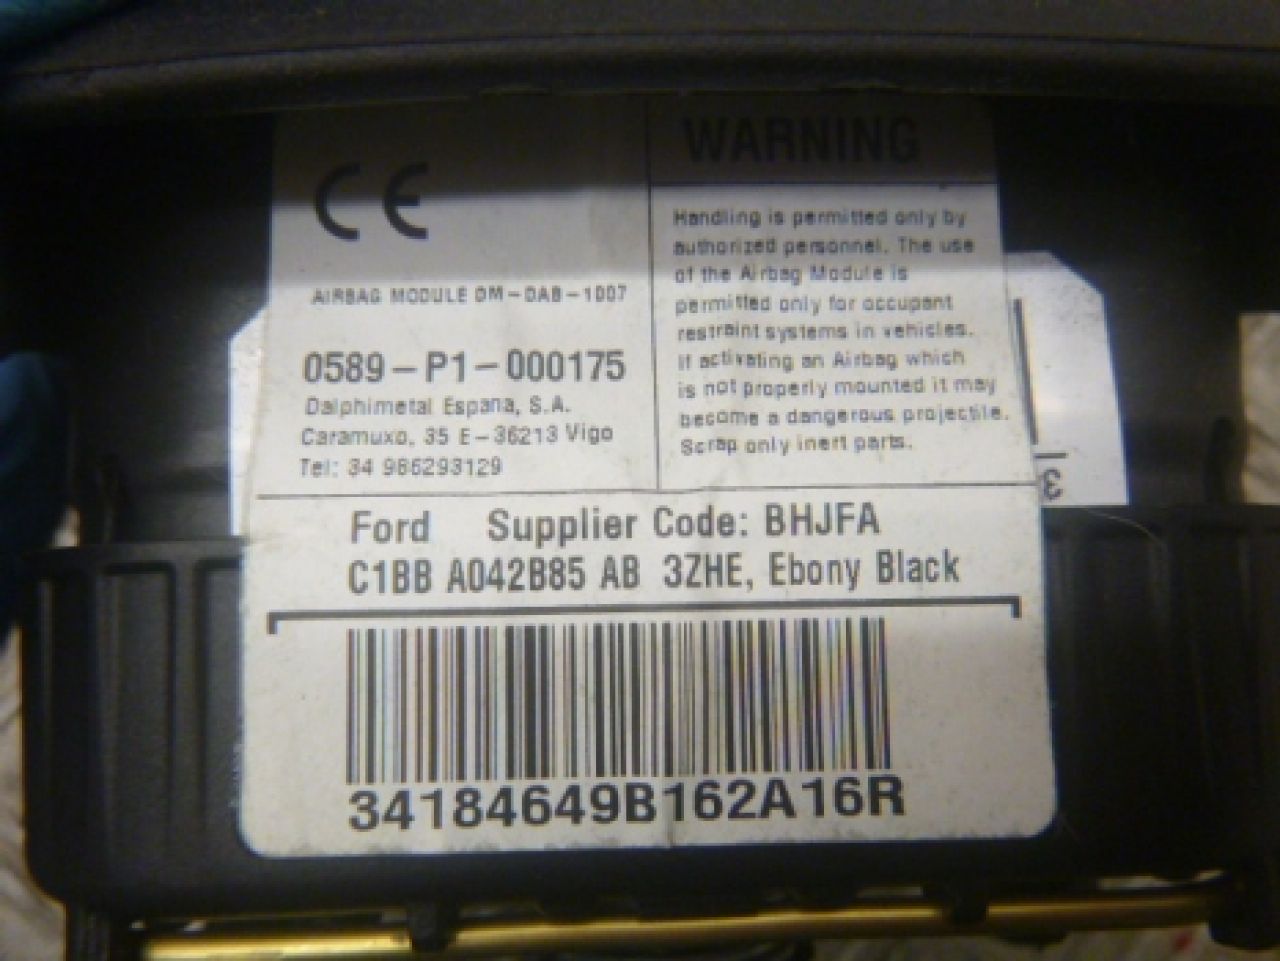 CE
AIRBAG MODULE DM-DAB-1007
0589-P1-000175
Dalphimetal Espana, S.A.
Caramuxo, 35 E-36213 Vigo
Tel: 34 986293129
WARNING
Handling is permitted only by
authorized personnel. The use
of the Airbag Module is
permitted only for occupant
restraint systems in vehicles.
If activating an Airbag which
is not properly mounted it may
become a dangerous projectile.
Scrap only inert parts.
3
Ford Supplier Code: BHJFA
C1BB A042B85 AB 3ZHE, Ebony Black
34184649B162A16R